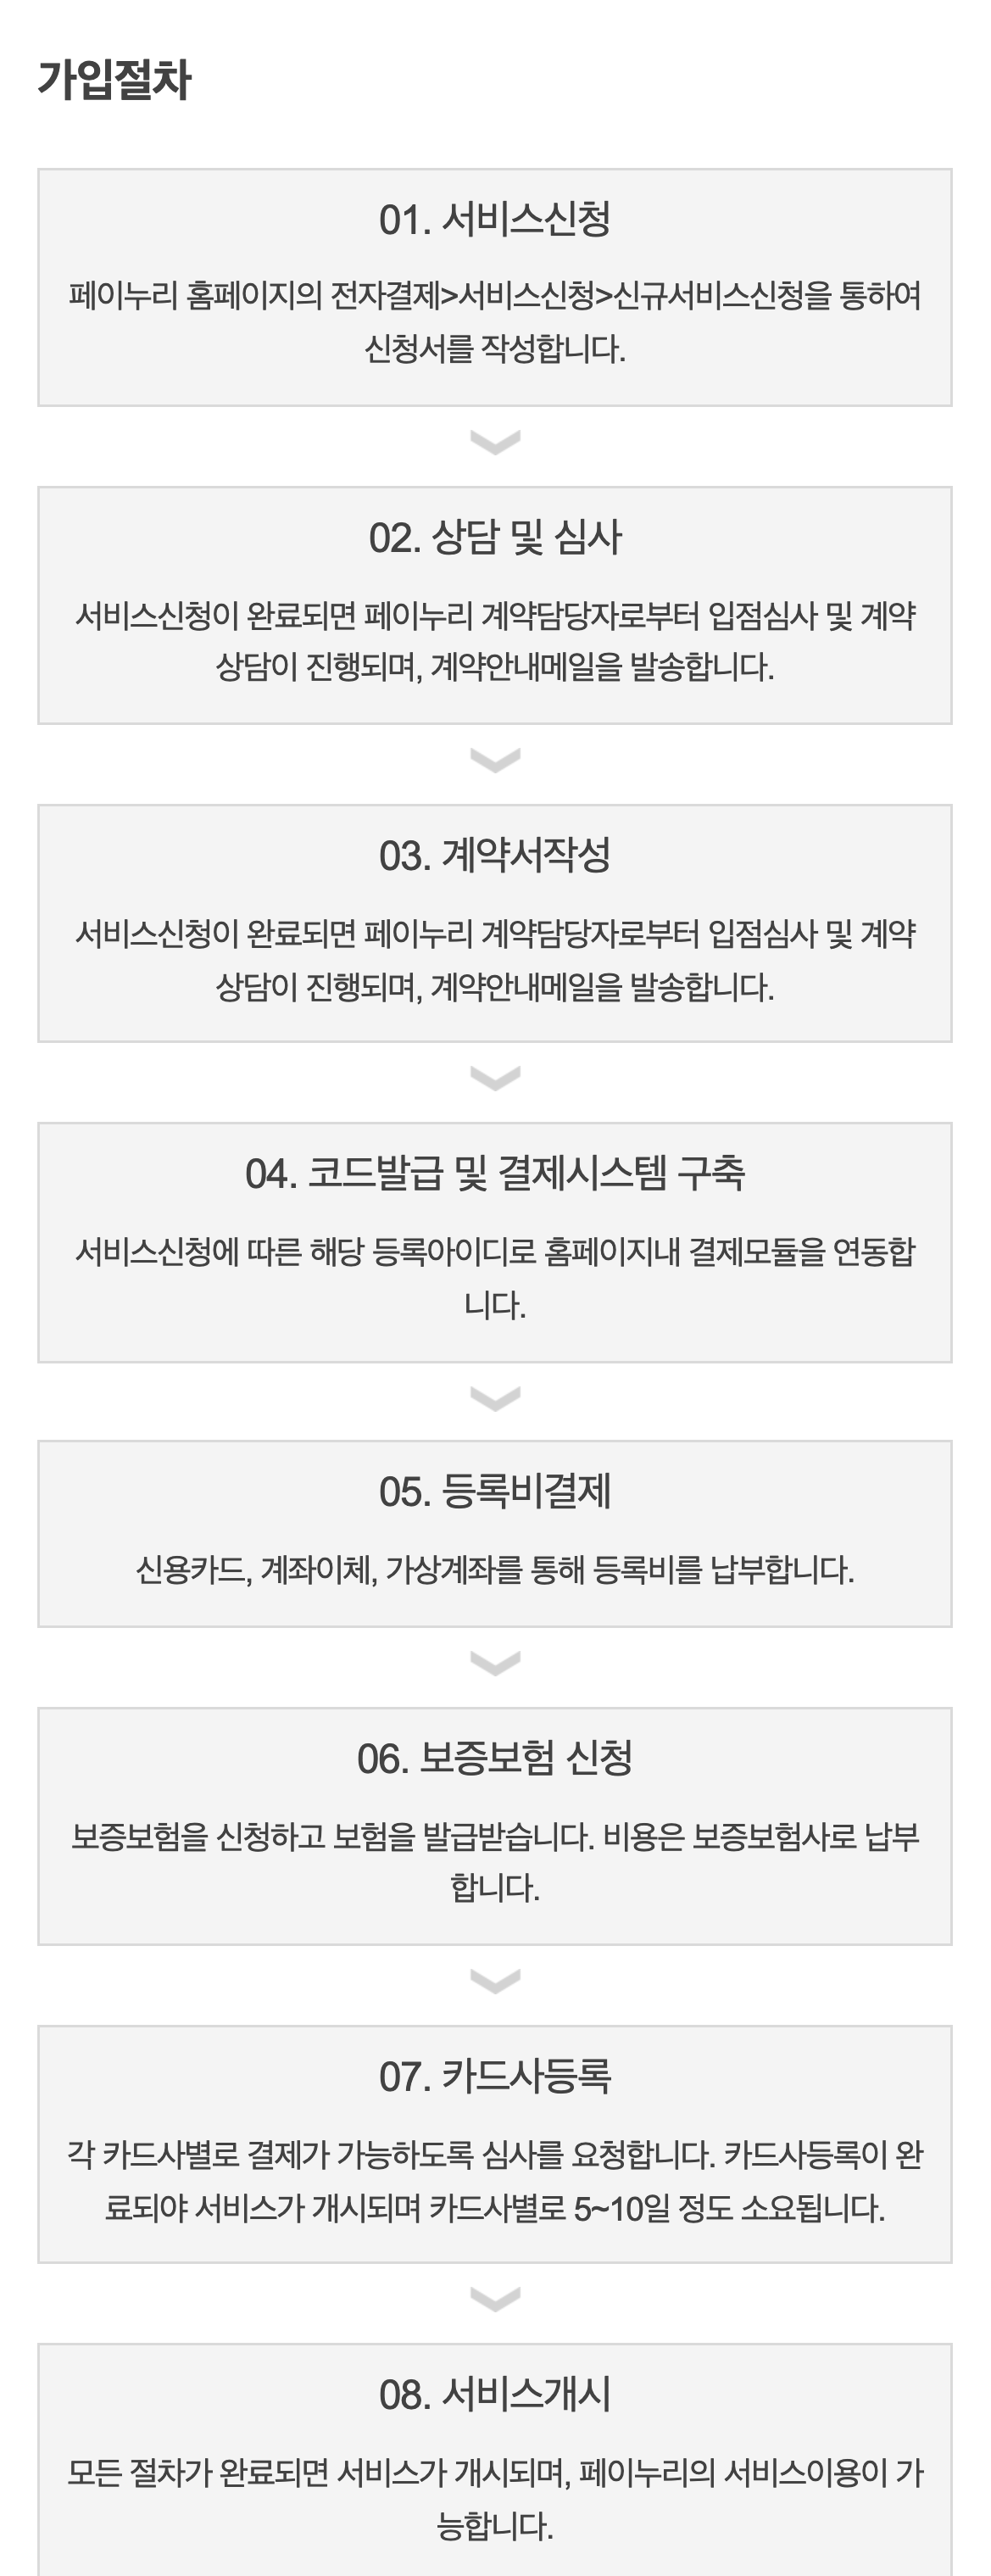 가입절차
01. 서비스신청
페이누리 홈페이지의 전자결제>서비스신청>신규서비스신청을 통하여
신청서를 작성합니다.
02. 상담 및 심사
서비스신청이 완료되면 페이누리 계약담당자로부터 입점심사 및 계약
상담이 진행되며, 계약안내메일을 발송합니다.
03. 계약서작성
서비스신청이 완료되면 페이누리 계약담당자로부터 입점심사 및 계약
상담이 진행되며, 계약안내메일을 발송합니다.
04. 코드발급 및 결제시스템 구축
서비스신청에 따른 해당 등록아이디로 홈페이지내 결제모듈을 연동합
니다.
05. 등록비결제
신용카드, 계좌이체, 가상계좌를 통해 등록비를 납부합니다.
06. 보증보험 신청
보증보험을 신청하고 보험을 발급받습니다. 비용은 보증보험사로 납부
합니다.
07. 카드사등록
각 카드사별로 결제가 가능하도록 심사를 요청합니다. 카드사등록이 완
료되야 서비스가 개시되며 카드사별로 5~10일 정도 소요됩니다.
08. 서비스개시
모든 절차가 완료되면 서비스가 개시되며, 페이누리의 서비스이용이 가
능합니다.